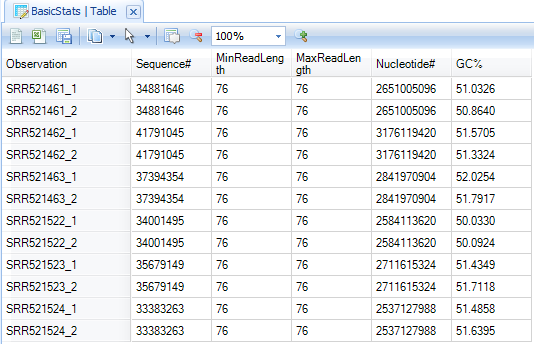 BasicStats | Table
100%
Observation Sequence# MinReadLength MaxReadLength Nucleotide# GC%
SRR521461_1 34881646 76 76 2651005096 51.0326
SRR521461_2 34881646 76 76 2651005096 50.8640
SRR521462_1 41791045 76 76 3176119420 51.5705
SRR521462_2 41791045 76 76 3176119420 51.3324
SRR521463_1 37394354 76 76 2841970904 52.0254
SRR521463_2 37394354 76 76 2841970904 51.7917
SRR521522_1 34001495 76 76 2584113620 50.0330
SRR521522_2 34001495 76 76 2584113620 50.0924
SRR521523_1 35679149 76 76 2711615324 51.4349
SRR521523_2 35679149 76 76 2711615324 51.7118
SRR521524_1 33383263 76 76 2537127988 51.4858
SRR521524_2 33383263 76 76 2537127988 51.6395